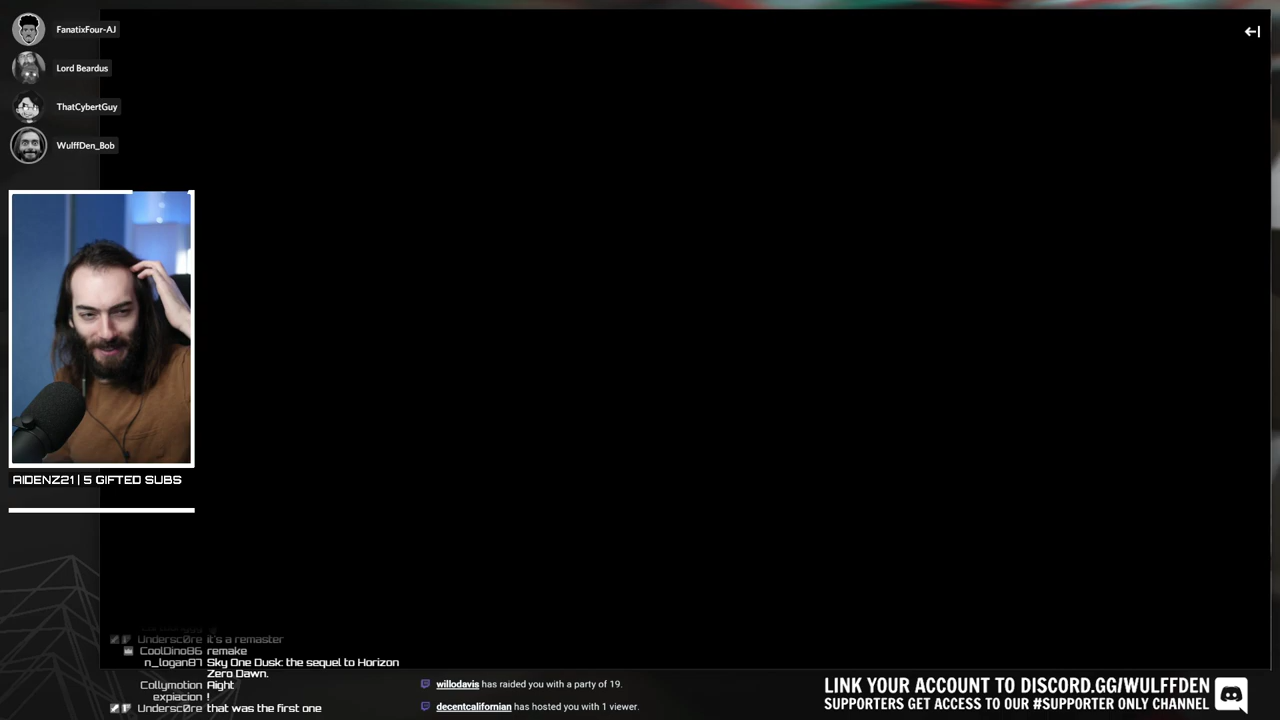 FanatixFour-AJ
Lord Beardus
ThatCybertGuy
WulffDen_Bob
AIDENZ21 | 5 GIFTED SUBS
Undersc0re it's a remaster
CoolDino86 remake
n_logan87 Sky One Dusk: the sequel to Horizon
Zero Dawn.
Collymotion Alright
expiacion !
Undersc0re that was the first one
willodavis has raided you with a party of 19.
decentcalifornian has hosted you with 1 viewer.
LINK YOUR ACCOUNT TO DISCORD.GG/WULFFDEN
SUPPORTERS GET ACCESS TO OUR #SUPPORTER ONLY CHANNEL